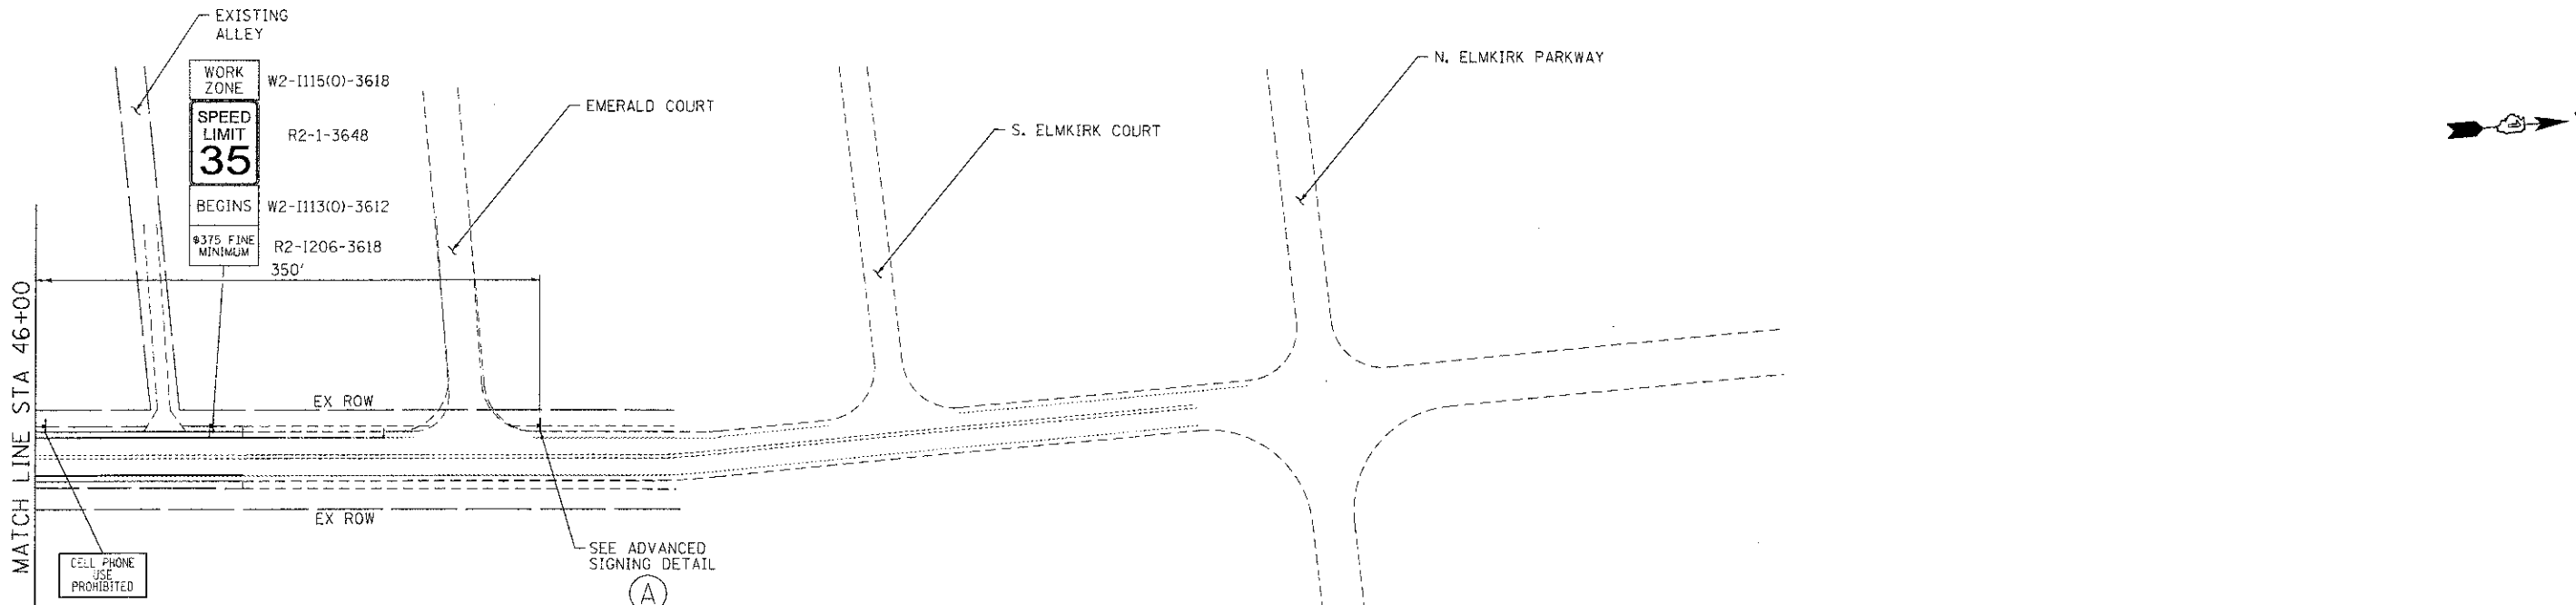 EXISTING
ALLEY
WORK
ZONE
W2-I115(O)-3618
SPEED
LIMIT
35
R2-1-3648
BEGINS
W2-I113(O)-3612
$375 FINE
MINIMUM
R2-I206-3618
350'
EMERALD COURT
S. ELMKIRK COURT
N. ELMKIRK PARKWAY
MATCH LINE STA 46+00
EX ROW
EX ROW
CELL PHONE
USE
PROHIBITED
SEE ADVANCED
SIGNING DETAIL
A